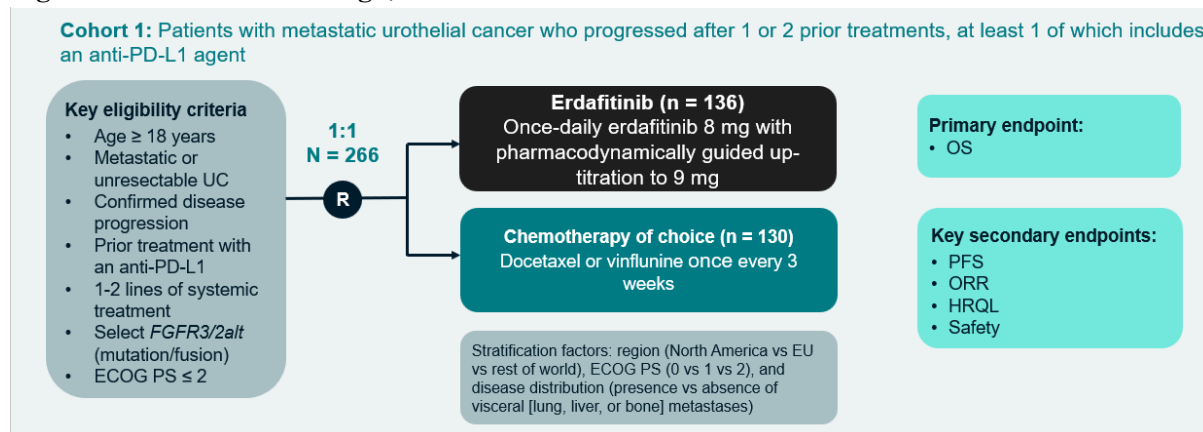 Cohort 1: Patients with metastatic urothelial cancer who progressed after 1 or 2 prior treatments, at least 1 of which includes
an anti-PD-L1 agent
Key eligibility criteria
• Age ≥ 18 years
• Metastatic or
unresectable UC
• Confirmed disease
progression
• Prior treatment with
an anti-PD-L1
• 1-2 lines of systemic
treatment
• Select FGFR3/2alt
(mutation/fusion)
• ECOG PS ≤ 2
1:1
N = 266
R
Erdafitinib (n = 136)
Once-daily erdafitinib 8 mg with
pharmacodynamically guided up-
titration to 9 mg
Chemotherapy of choice (n = 130)
Docetaxel or vinflunine once every 3
weeks
Stratification factors: region (North America vs EU
vs rest of world), ECOG PS (0 vs 1 vs 2), and
disease distribution (presence vs absence of
visceral [lung, liver, or bone] metastases)
Primary endpoint:
• OS
Key secondary endpoints:
• PFS
• ORR
• HRQL
• Safety